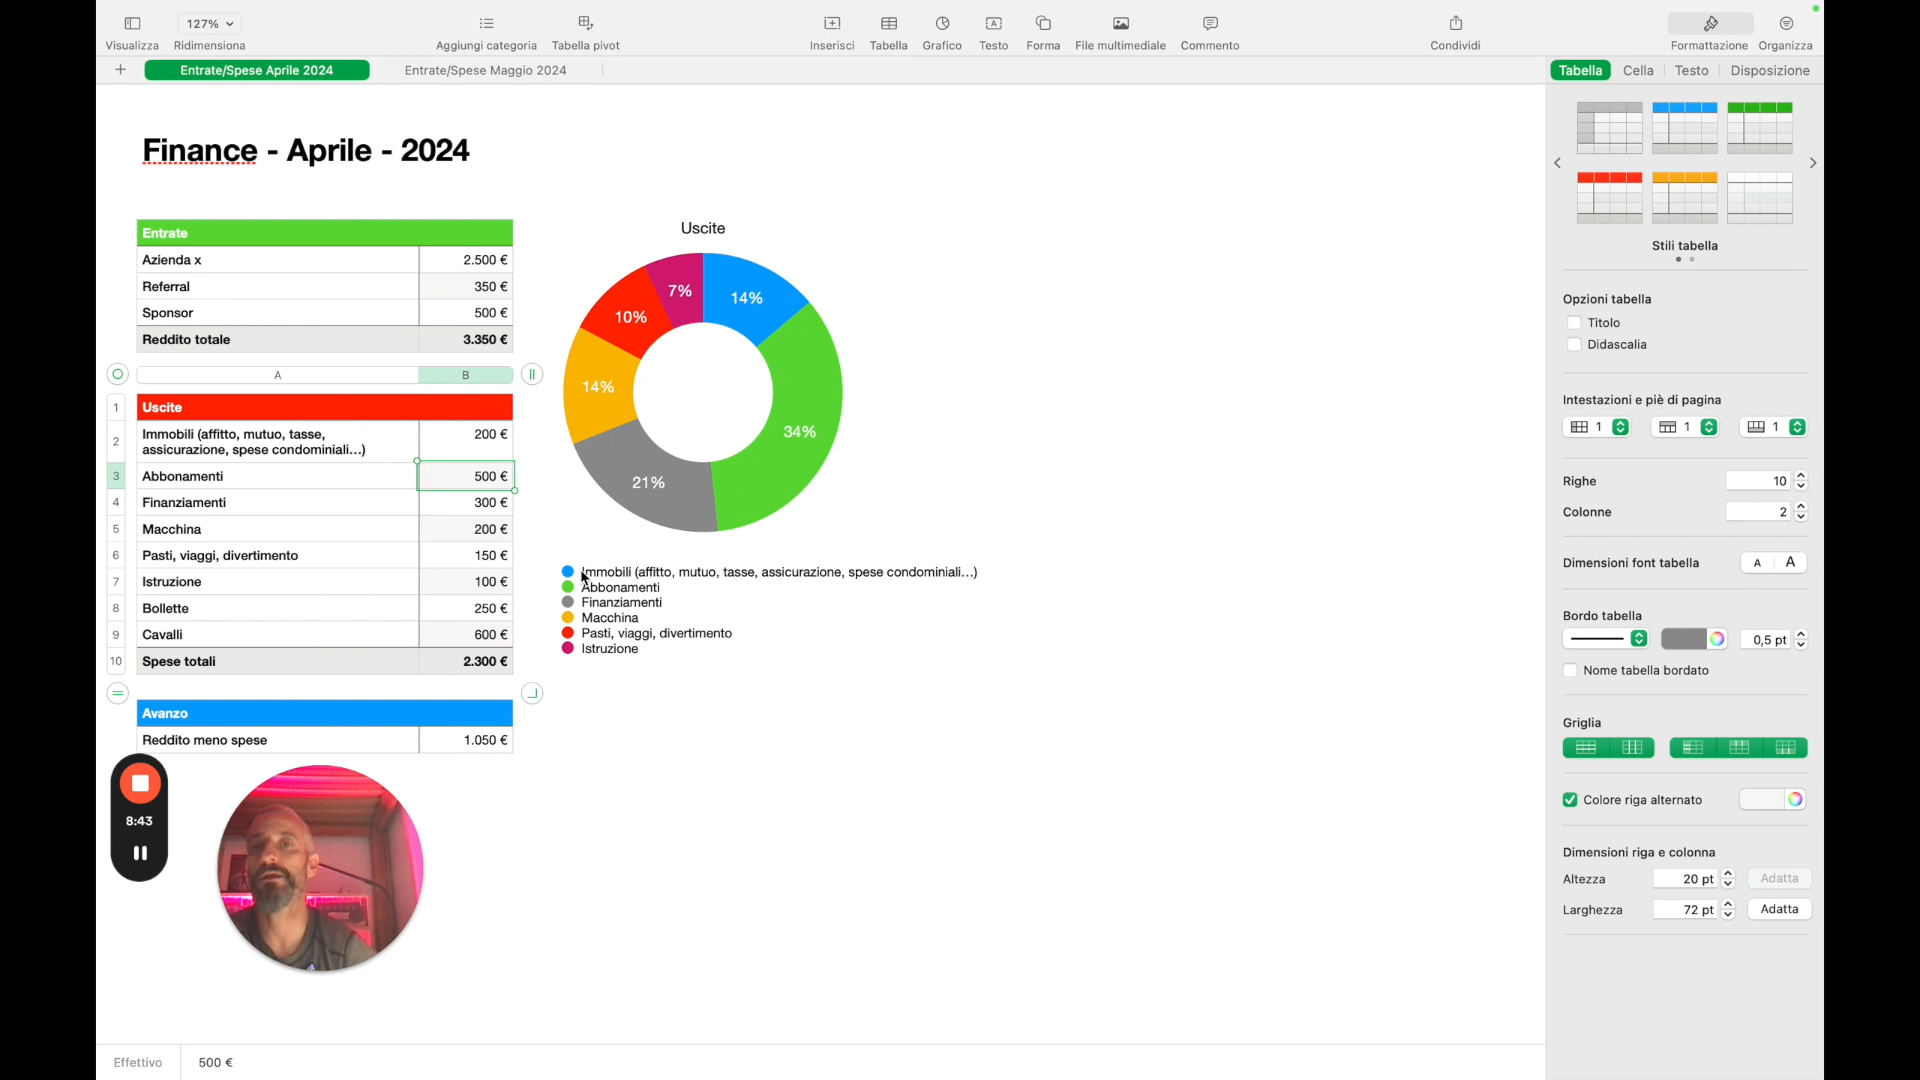 127%
Visualizza
Ridimensiona
Aggiungi categoria
Tabella pivot
Inserisci
Tabella
Grafico
Testo
Forma
File multimediale
Commento
Condividi
Formattazione
Organizza
Entrate/Spese Aprile 2024
Entrate/Spese Maggio 2024
Tabella
Cella
Testo
Disposizione
Finance - Aprile - 2024
Entrate
Azienda x 2.500 €
Referral 350 €
Sponsor 500 €
Reddito totale 3.350 €
A B
1 Uscite
2 Immobili (affitto, mutuo, tasse, 200 €
assicurazione, spese condominiali…)
3 Abbonamenti 500 €
4 Finanziamenti 300 €
5 Macchina 200 €
6 Pasti, viaggi, divertimento 150 €
7 Istruzione 100 €
8 Bollette 250 €
9 Cavalli 600 €
10 Spese totali 2.300 €
Avanzo
Reddito meno spese 1.050 €
8:43
Uscite
7%
14%
10%
14%
34%
21%
Immobili (affitto, mutuo, tasse, assicurazione, spese condominiali…)
Abbonamenti
Finanziamenti
Macchina
Pasti, viaggi, divertimento
Istruzione
Stili tabella
Opzioni tabella
Titolo
Didascalia
Intestazioni e piè di pagina
1 1 1
Righe 10
Colonne 2
Dimensioni font tabella A A
Bordo tabella
0,5 pt
Nome tabella bordato
Griglia
Colore riga alternato
Dimensioni riga e colonna
Altezza 20 pt Adatta
Larghezza 72 pt Adatta
Effettivo 500 €